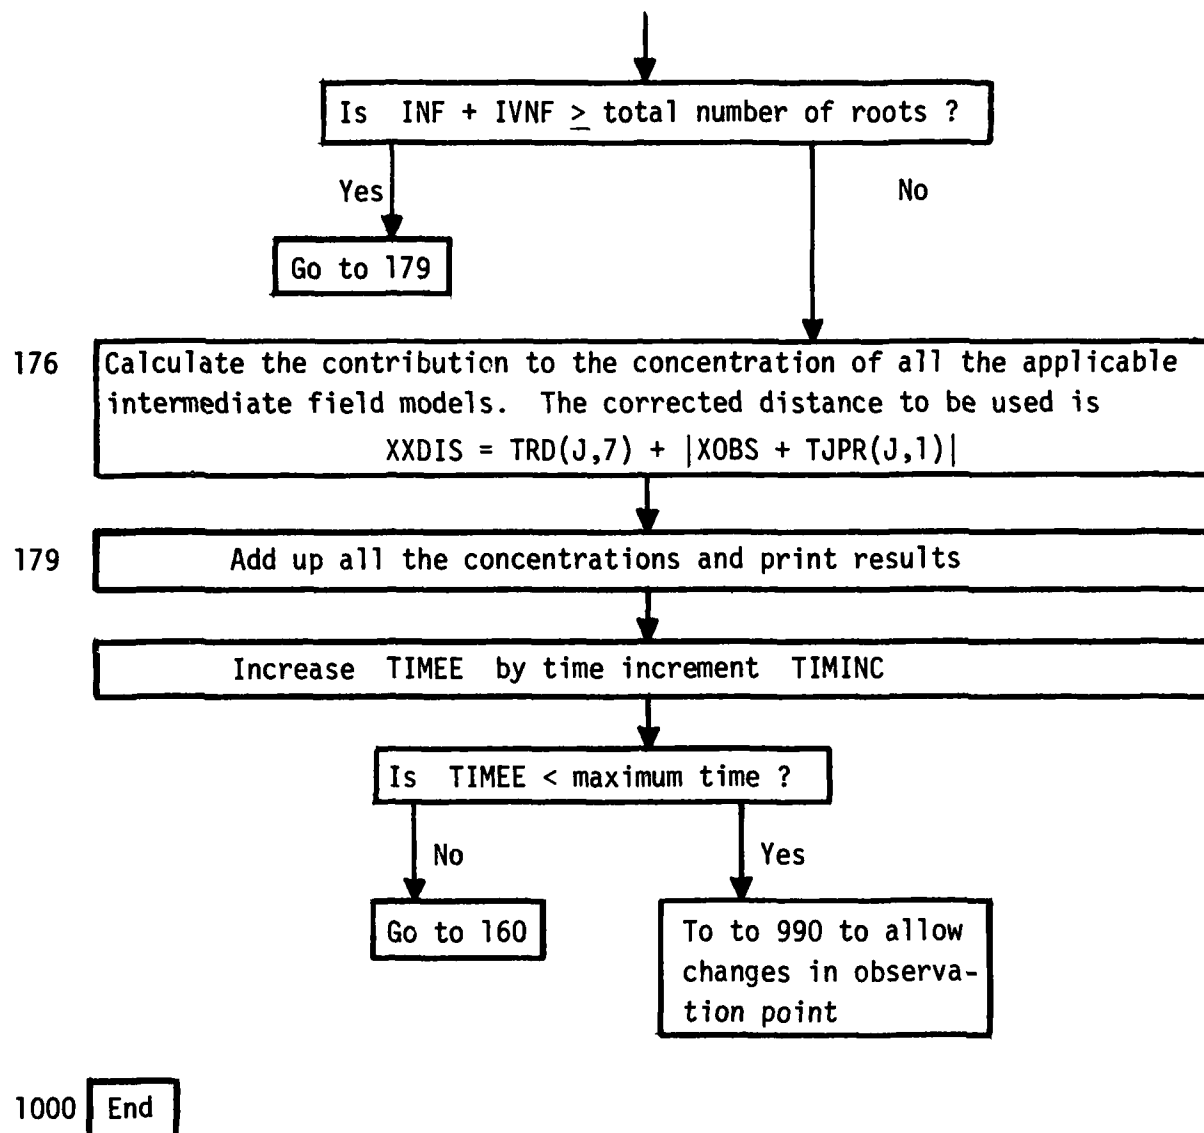 Is INF + IVNF ≥ total number of roots ?
Yes
No
Go to 179
176
Calculate the contribution to the concentration of all the applicable
intermediate field models. The corrected distance to be used is
XXDIS = TRD(J,7) + |XOBS + TJPR(J,1)|
179
Add up all the concentrations and print results
Increase TIMEE by time increment TIMINC
Is TIMEE < maximum time ?
No
Yes
Go to 160
To to 990 to allow
changes in observa-
tion point
1000
End